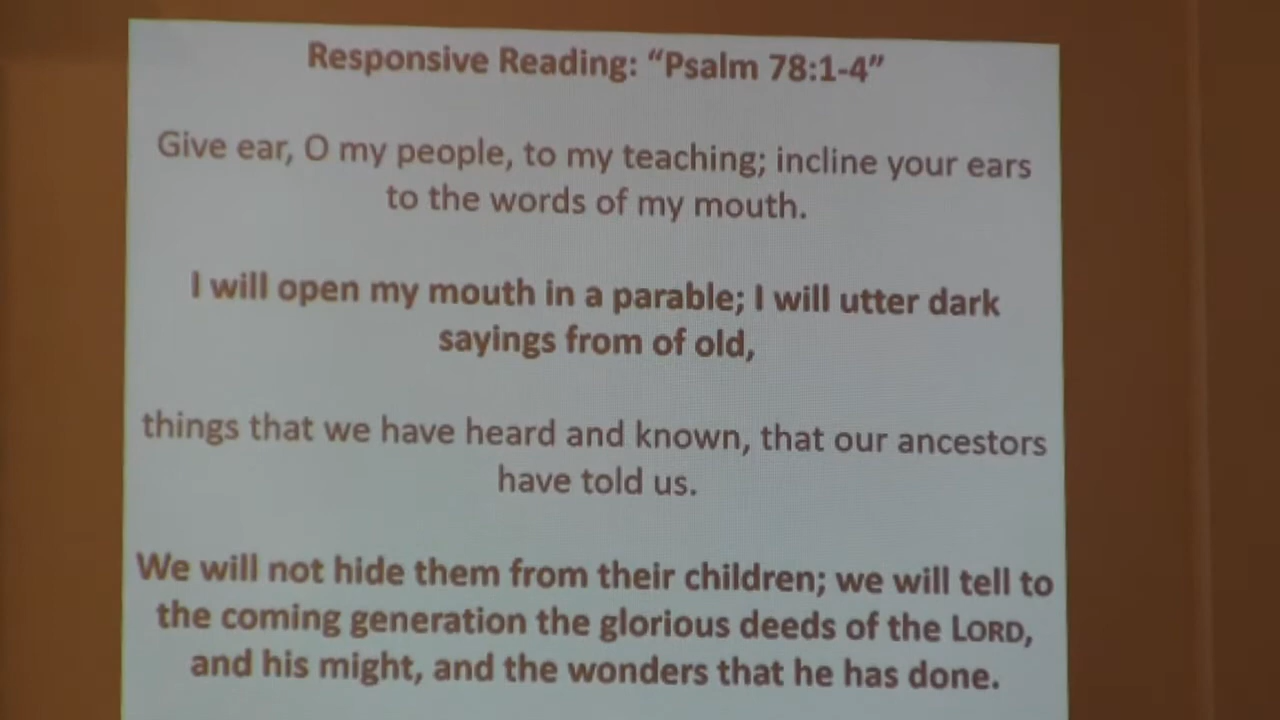 Responsive Reading: “Psalm 78:1-4”
Give ear, O my people, to my teaching; incline your ears
to the words of my mouth.
I will open my mouth in a parable; I will utter dark
sayings from of old,
things that we have heard and known, that our ancestors
have told us.
We will not hide them from their children; we will tell to
the coming generation the glorious deeds of the LORD,
and his might, and the wonders that he has done.